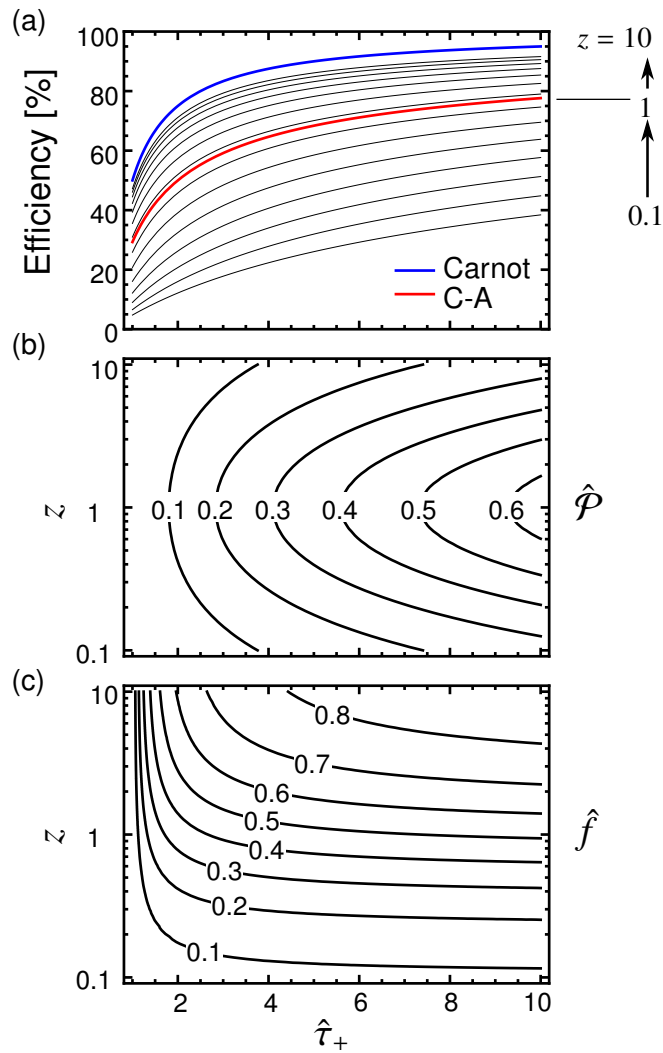 (a)
Efficiency [%]
100
80
60
40
20
0
Carnot
C-A
z = 10
1
0.1
(b)
z
10
1
0.1
0.1 0.2 0.3 0.4 0.5 0.6
𝒫̂
(c)
z
10
1
0.1
0.8
0.7
0.6
0.5
0.4
0.3
0.2
0.1
f̂
2 4 6 8 10
τ̂₊